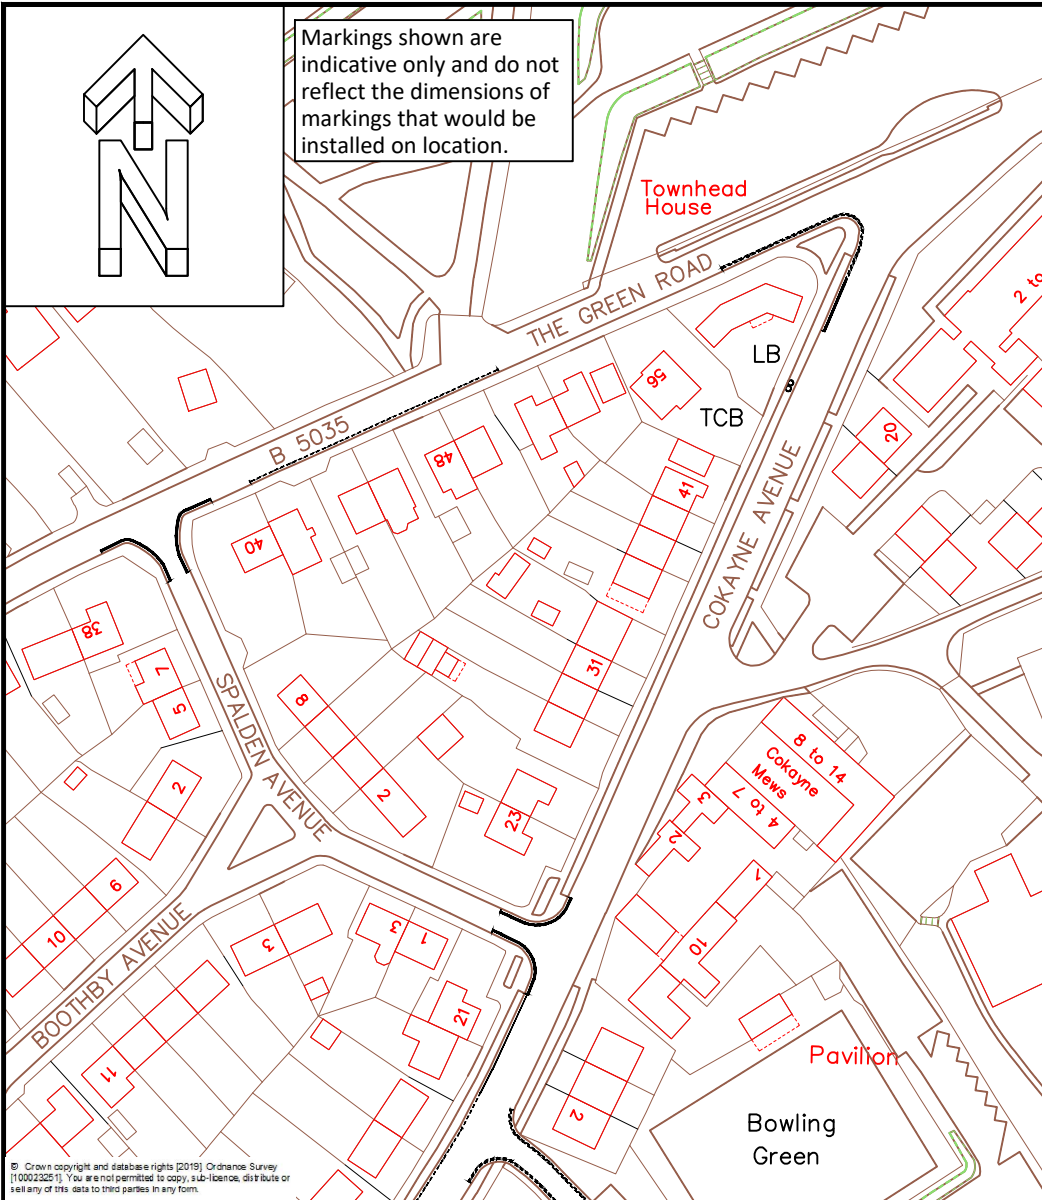 N
Markings shown are
indicative only and do not
reflect the dimensions of
markings that would be
installed on location.
Townhead
House
THE GREEN ROAD
2 to
LB
56
TCB
B 5035
48
20
41
40
COKAYNE AVENUE
38
7
5
31
SPALDEN AVENUE
8
2
2
8 to 14
Cokayne
Mews
4 to 7
3
2
23
1
9
10
10
3
3
1
BOOTHBY AVENUE
21
11
Pavilion
2
Bowling
Green
© Crown copyright and database rights [2019] Ordnance Survey
[100023251]. You are not permitted to copy, sub-licence, distribute or
sell any of this data to third parties in any form.